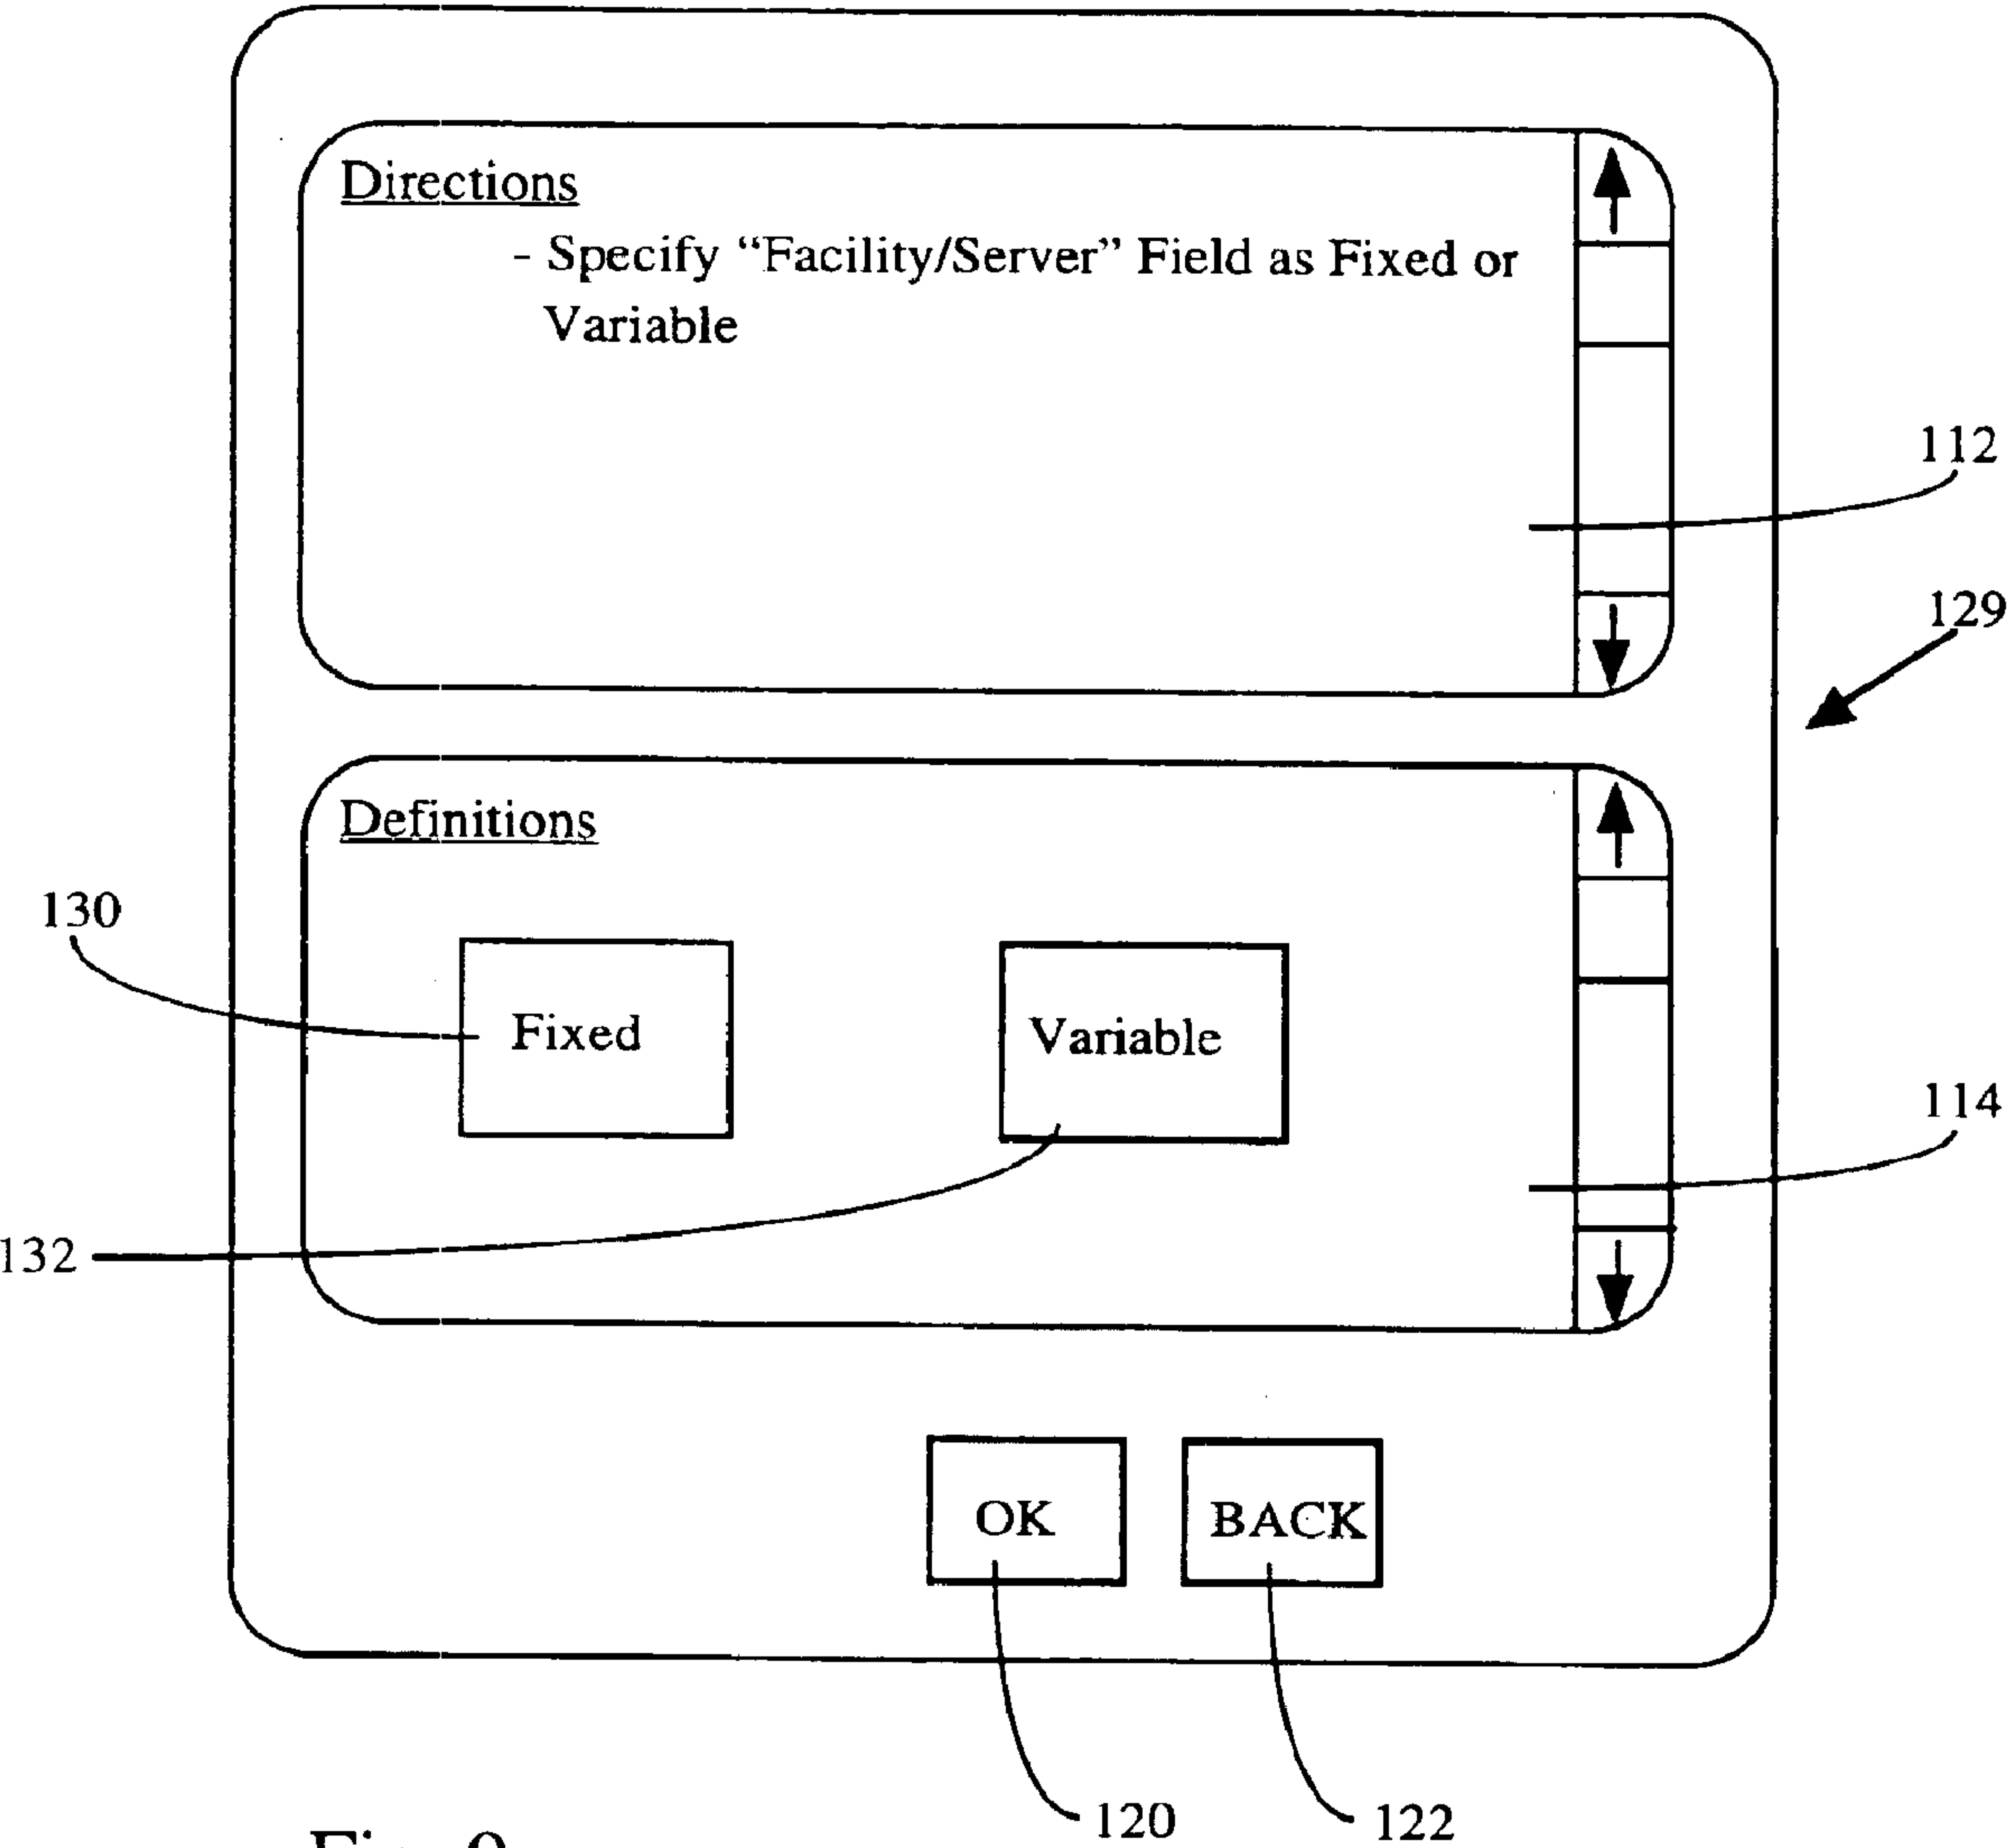 Directions
- Specify “Facility/Server” Field as Fixed or
Variable
112
129
Definitions
130
Fixed
Variable
114
132
OK
BACK
120
122